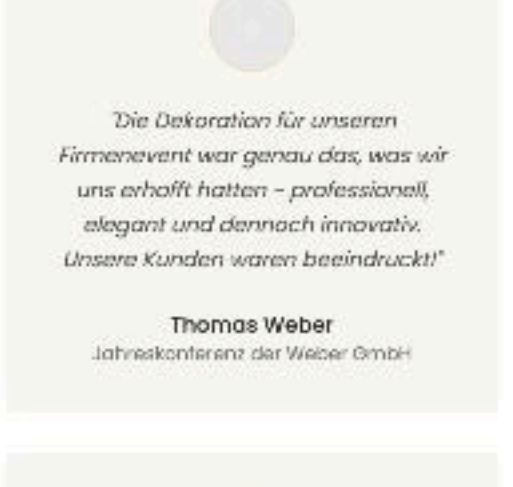 "Die Dekoration für unseren
Firmenevent war genau das, was wir
uns erhofft hatten – professionell,
elegant und dennoch innovativ.
Unsere Kunden waren beeindruckt!"
Thomas Weber
Jahreskonferenz der Weber GmbH